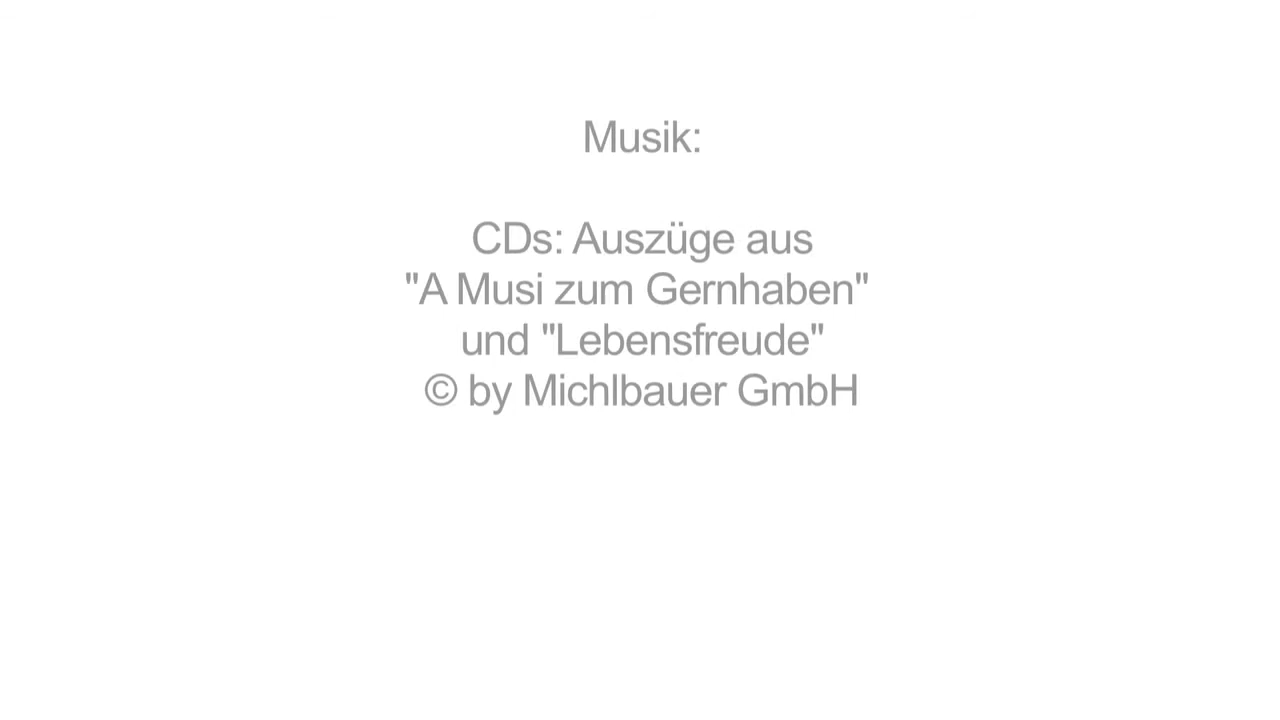 Musik:
CDs: Auszüge aus
"A Musi zum Gernhaben"
und "Lebensfreude"
© by Michlbauer GmbH